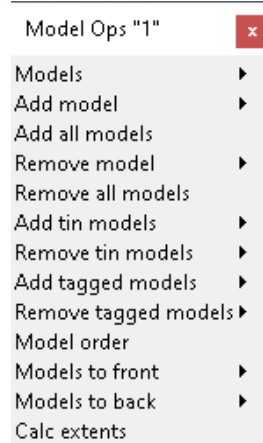 Model Ops "1"
x
Models
Add model
Add all models
Remove model
Remove all models
Add tin models
Remove tin models
Add tagged models
Remove tagged models
Model order
Models to front
Models to back
Calc extents